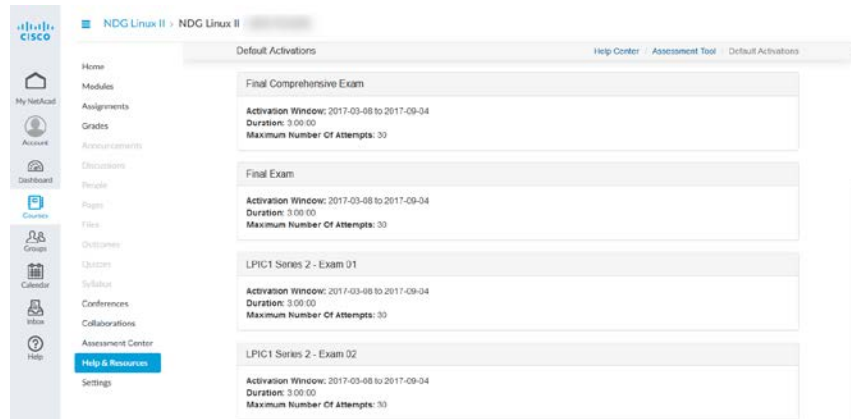 CISCO
NDG Linux II > NDG Linux II
Default Activations
Help Center / Assessment Tool / Default Activations
My NetAcad
Account
Dashboard
Courses
Groups
Calendar
Inbox
Help
Home
Modules
Assignments
Grades
Announcements
Discussions
People
Pages
Files
Outcomes
Quizzes
Syllabus
Conferences
Collaborations
Assessment Center
Help & Resources
Settings
Final Comprehensive Exam
Activation Window: 2017-03-08 to 2017-09-04
Duration: 3:00:00
Maximum Number Of Attempts: 30
Final Exam
Activation Window: 2017-03-08 to 2017-09-04
Duration: 3:00:00
Maximum Number Of Attempts: 30
LPIC1 Series 2 - Exam 01
Activation Window: 2017-03-08 to 2017-09-04
Duration: 3:00:00
Maximum Number Of Attempts: 30
LPIC1 Series 2 - Exam 02
Activation Window: 2017-03-08 to 2017-09-04
Duration: 3:00:00
Maximum Number Of Attempts: 30